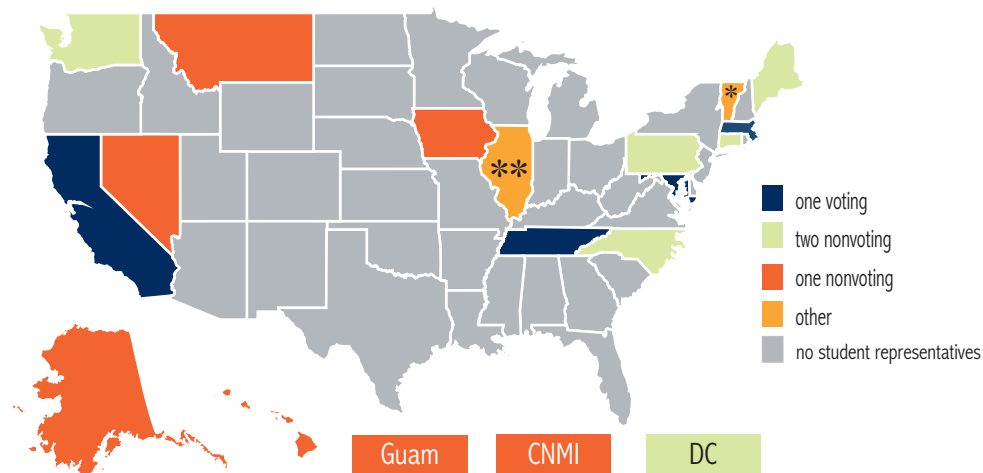 *
**
one voting
two nonvoting
one nonvoting
other
no student representatives
Guam
CNMI
DC